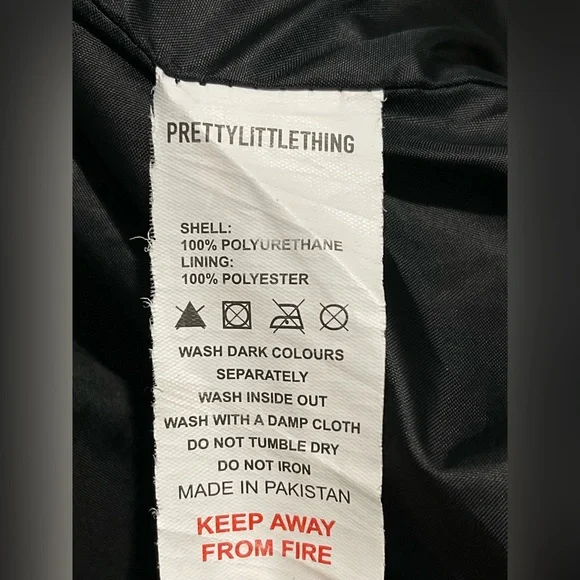 PRETTYLITTLETHING
SHELL:
100% POLYURETHANE
LINING:
100% POLYESTER
WASH DARK COLOURS
SEPARATELY
WASH INSIDE OUT
WASH WITH A DAMP CLOTH
DO NOT TUMBLE DRY
DO NOT IRON
MADE IN PAKISTAN
KEEP AWAY
FROM FIRE